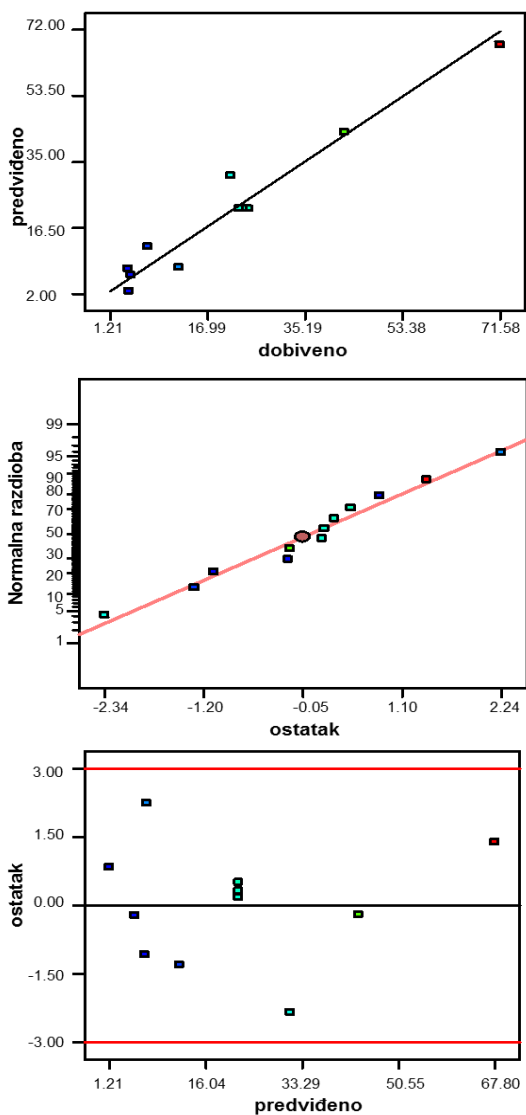 72.00
53.50
35.00
16.50
2.00
predviđeno
1.21 16.99 35.19 53.38 71.58
dobiveno
99
95
90
80
70
50
30
20
10
5
1
Normalna razdioba
-2.34 -1.20 -0.05 1.10 2.24
ostatak
3.00
1.50
0.00
-1.50
-3.00
ostatak
1.21 16.04 33.29 50.55 67.80
predviđeno